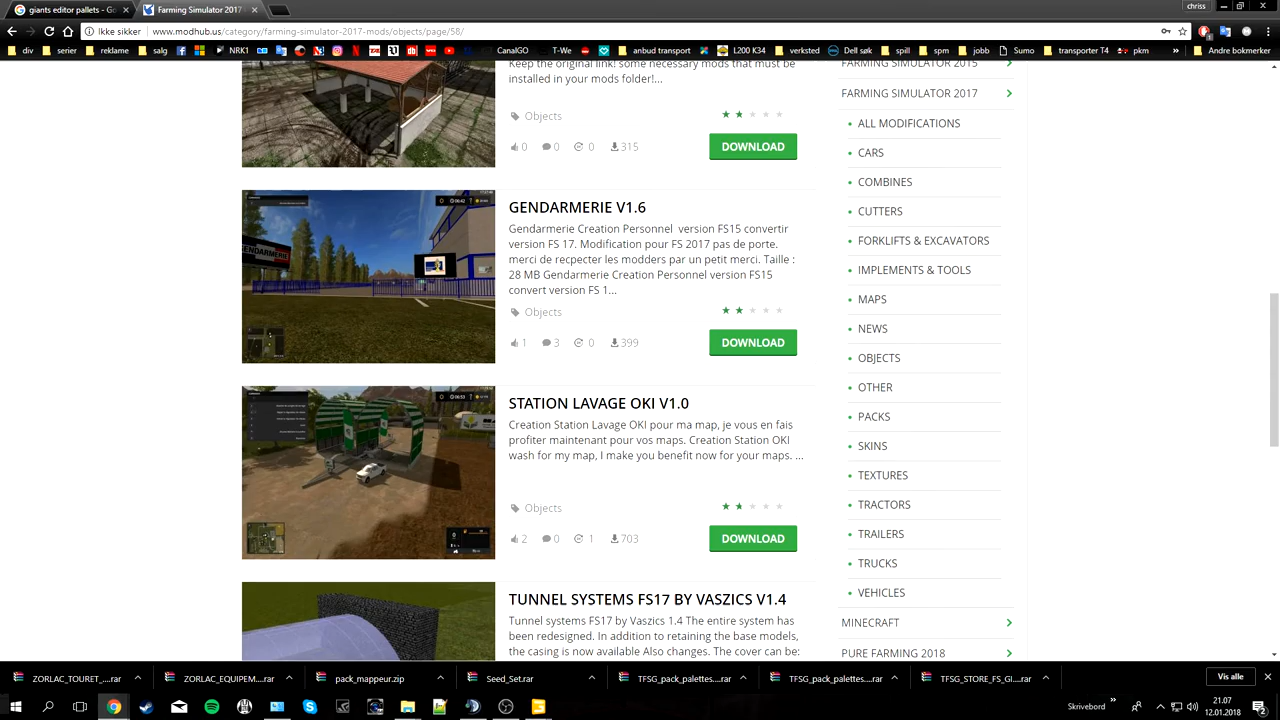 giants editor pallets - Go
Farming Simulator 2017
chriss
Ikke sikker
www.modhub.us/category/farming-simulator-2017-mods/objects/page/58/
div
serier
reklame
salg
NRK1
CanalGO
T-We
anbud transport
L200 K34
verksted
Dell søk
spill
spm
jobb
Sumo
transporter T4
pkm
»
Andre bokmerker
Keep the original link! some necessary mods that must be
installed in your mods folder!...
Objects
0 0 0 315
DOWNLOAD
GENDARMERIE V1.6
Gendarmerie Creation Personnel version FS15 convertir
version FS 17. Modification pour FS 2017 pas de porte.
merci de recpecter les modders par un petit merci. Taille :
28 MB Gendarmerie Creation Personnel version FS15
convert version FS 1...
Objects
1 3 0 399
DOWNLOAD
GENDARMERIE
STATION LAVAGE OKI V1.0
Creation Station Lavage OKI pour ma map, je vous en fais
profiter maintenant pour vos maps. Creation Station OKI
wash for my map, I make you benefit now for your maps. ...
Objects
2 0 1 703
DOWNLOAD
TUNNEL SYSTEMS FS17 BY VASZICS V1.4
Tunnel systems FS17 by Vaszics 1.4 The entire system has
been redesigned. In addition to retaining the base models,
the casing is now available Also changes. The cover can be:
FARMING SIMULATOR 2015
FARMING SIMULATOR 2017
ALL MODIFICATIONS
CARS
COMBINES
CUTTERS
FORKLIFTS & EXCAVATORS
IMPLEMENTS & TOOLS
MAPS
NEWS
OBJECTS
OTHER
PACKS
SKINS
TEXTURES
TRACTORS
TRAILERS
TRUCKS
VEHICLES
MINECRAFT
PURE FARMING 2018
ZORLAC_TOURET_....rar
ZORLAC_EQUIPEM....rar
pack_mappeur.zip
Seed_Set.rar
TFSG_pack_palettes....rar
TFSG_pack_palettes....rar
TFSG_STORE_FS_GI....rar
Vis alle
Skrivebord
»
21.07
12.01.2018
2